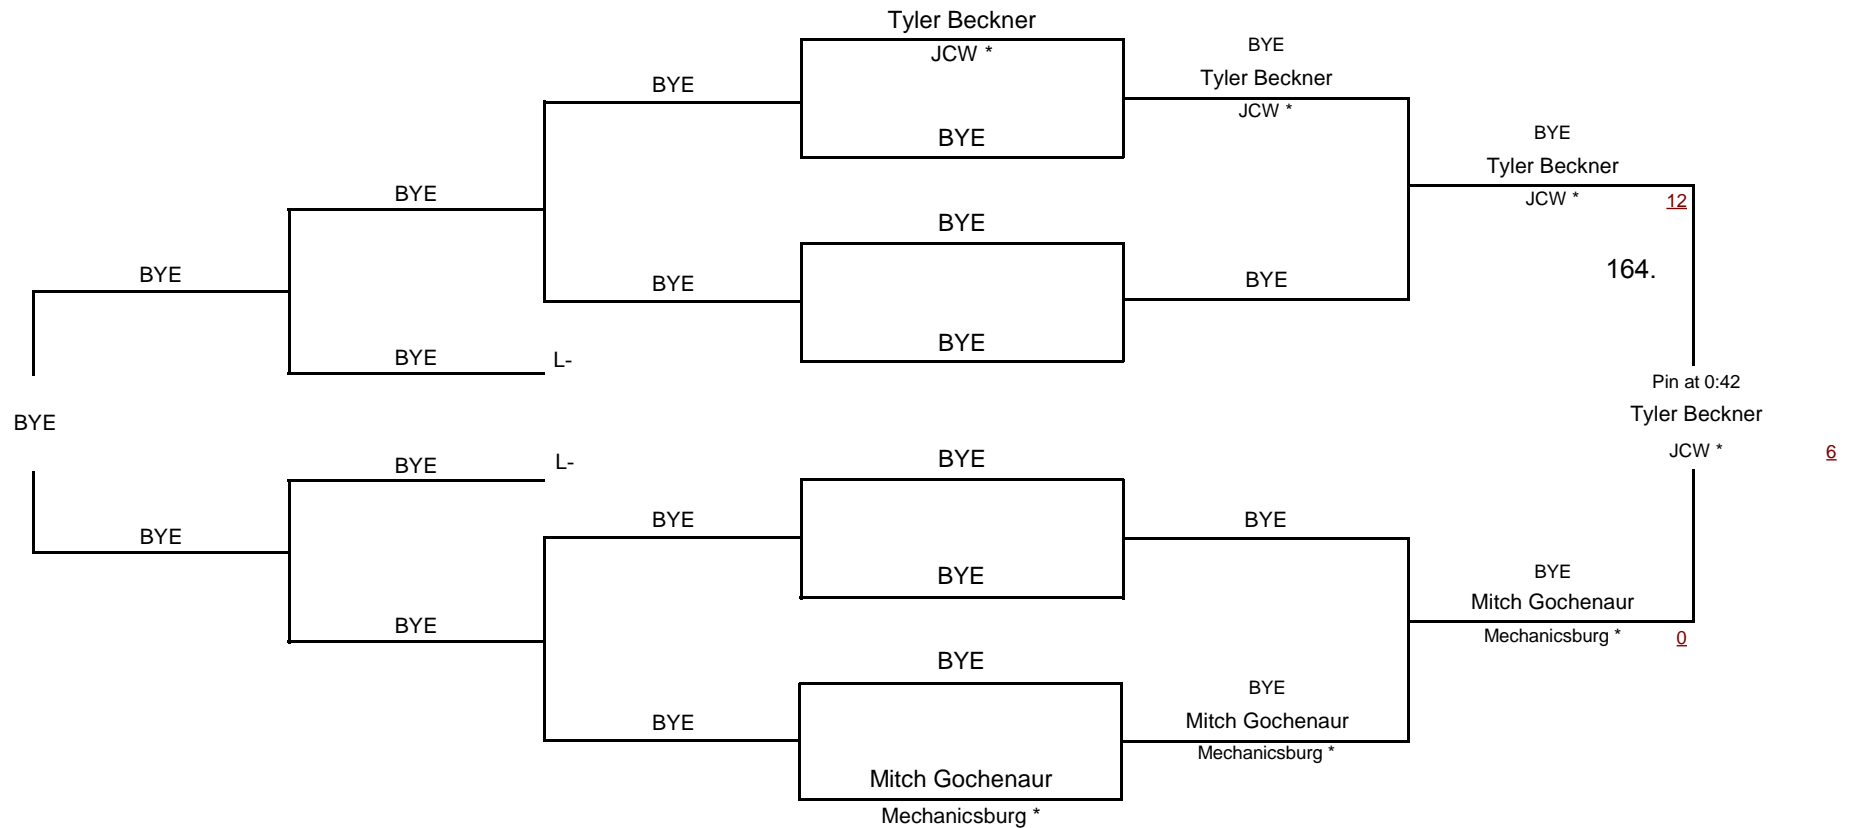 Tyler Beckner
JCW *
BYE
Tyler Beckner
JCW *
BYE
BYE
BYE
Tyler Beckner
JCW *
12
BYE
BYE
164.
BYE
BYE
BYE
BYE
BYE
L-
Pin at 0:42
Tyler Beckner
JCW *
6
BYE
BYE
L-
BYE
BYE
BYE
BYE
BYE
BYE
Mitch Gochenaur
Mechanicsburg *
0
BYE
BYE
BYE
Mitch Gochenaur
Mechanicsburg *
BYE
Mitch Gochenaur
Mechanicsburg *